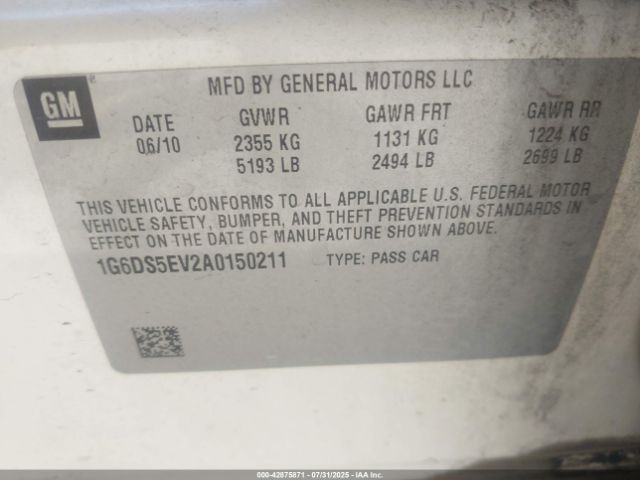 GM
MFD BY GENERAL MOTORS LLC
DATE GVWR GAWR FRT GAWR RR
06/10 2355 KG 1131 KG 1224 KG
5193 LB 2494 LB 2699 LB
THIS VEHICLE CONFORMS TO ALL APPLICABLE U.S. FEDERAL MOTOR
VEHICLE SAFETY, BUMPER, AND THEFT PREVENTION STANDARDS IN
EFFECT ON THE DATE OF MANUFACTURE SHOWN ABOVE.
1G6DS5EV2A0150211 TYPE: PASS CAR
000-42875871 | 07/31/2025 | IAA Inc.